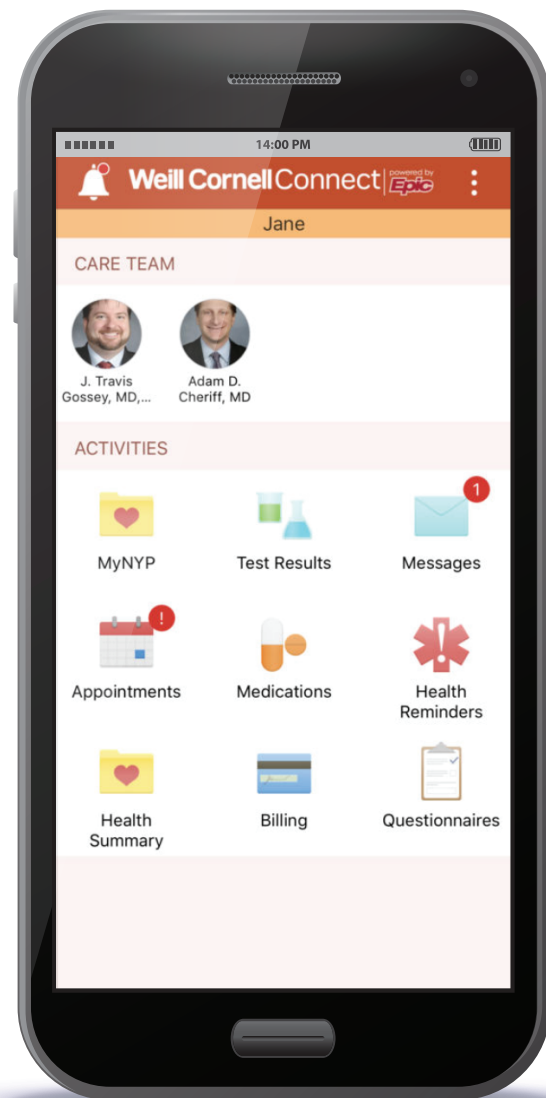 14:00 PM
Weill Cornell Connect powered by Epic
Jane
CARE TEAM
J. Travis Gossey, MD,...
Adam D. Cheriff, MD
ACTIVITIES
MyNYP
Test Results
Messages
1
Appointments
!
Medications
Health Reminders
Health Summary
Billing
Questionnaires